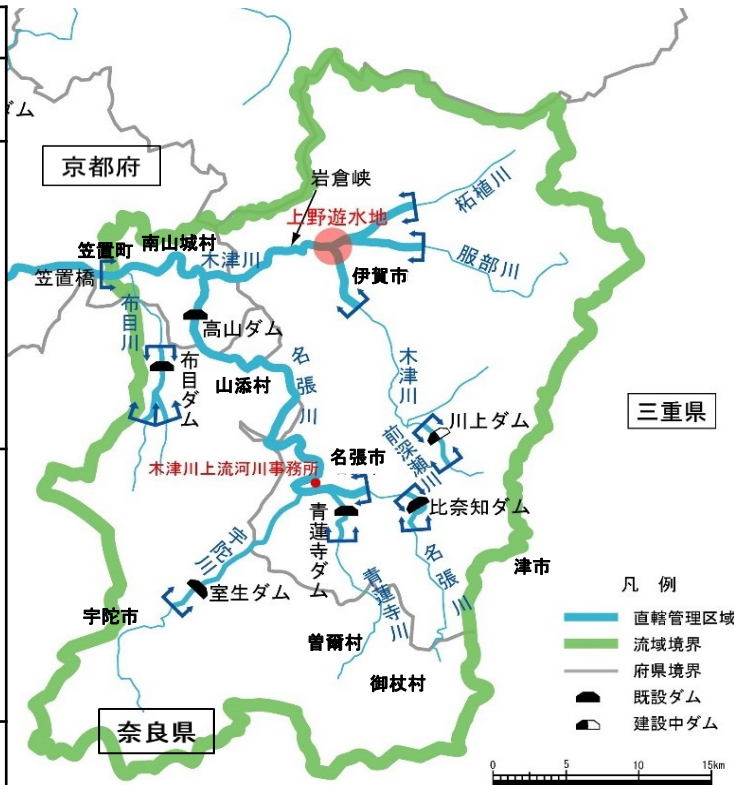 ダム
京都府
岩倉峡
上野遊水地
柘植川
笠置町
南山城村
木津川
服部川
笠置橋
伊賀市
布目川
高山ダム
名張川
木津川
布目ダム
山添村
三重県
川上ダム
前深瀬川
名張市
木津川上流河川事務所
比奈知ダム
青蓮寺ダム
宇陀川
名張川
津市
室生ダム
青蓮寺川
宇陀市
曽爾村
御杖村
奈良県
凡 例
直轄管理区域
流域境界
府県境界
既設ダム
建設中ダム
0 5 10 15km